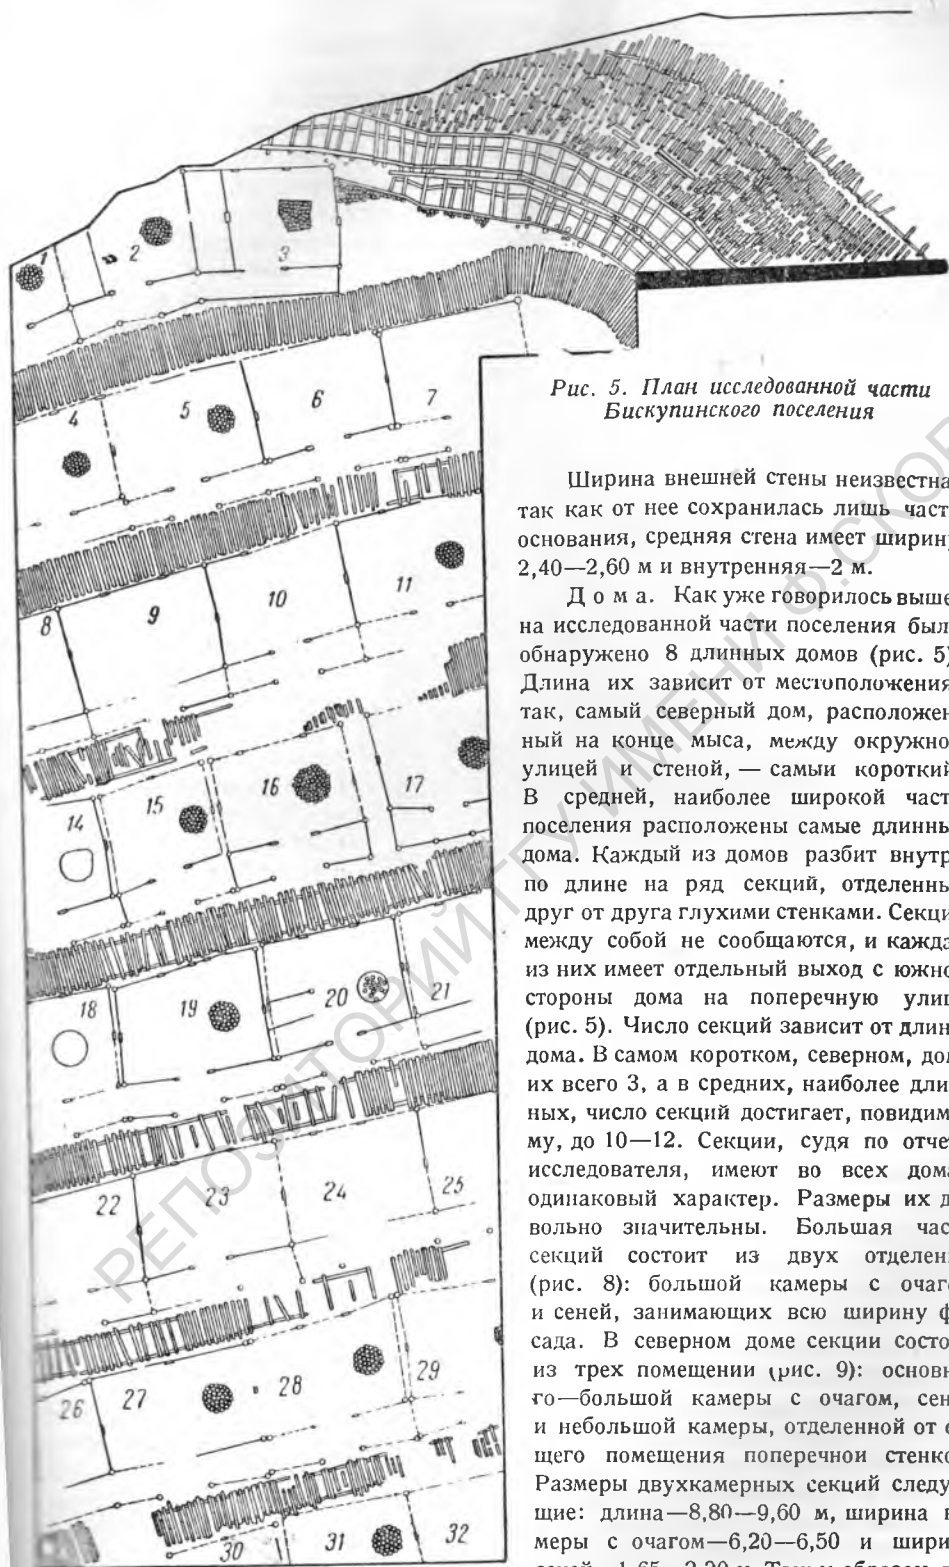 1
2
3
4
5
6
7
8
9
10
11
14
15
16
17
18
19
20
21
22
23
24
25
26
27
28
29
30
31
32
Рис. 5. План исследованной части
Бискупинского поселения
Ширина внешней стены неизвестна
так как от нее сохранилась лишь част
основания, средняя стена имеет ширин
2,40—2,60 м и внутренняя—2 м.
Дома. Как уже говорилось выше
на исследованной части поселения был
обнаружено 8 длинных домов (рис. 5)
Длина их зависит от местоположения
так, самый северный дом, расположен
ный на конце мыса, между окружно
улицей и стеной, — самый короткий
В средней, наиболее широкой част
поселения расположены самые длинны
дома. Каждый из домов разбит внутр
по длине на ряд секций, отделенны
друг от друга глухими стенками. Секци
между собой не сообщаются, и кажда
из них имеет отдельный выход с южно
стороны дома на поперечную улиц
(рис. 5). Число секций зависит от длин
дома. В самом коротком, северном, дом
их всего 3, а в средних, наиболее длин
ных, число секций достигает, повидим
му, до 10—12. Секции, судя по отче
исследователя, имеют во всех дома
одинаковый характер. Размеры их д
вольно значительны. Большая час
секций состоит из двух отделен
(рис. 8): большой камеры с очаг
и сеней, занимающих всю ширину ф
сада. В северном доме секции состо
из трех помещений (рис. 9): основн
го—большой камеры с очагом, сен
и небольшой камеры, отделенной от
щего помещения поперечной стенко
Размеры двухкамерных секций следу
щие: длина—8,80—9,60 м, ширина
меры с очагом—6,20—6,50 и шири
РЕПОЗИТОРИЙ ГГУ ИМЕНИ Ф.СКОР